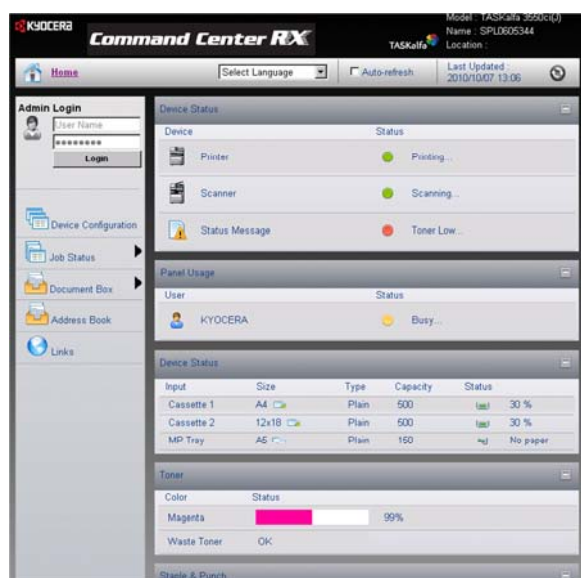 KYOCERA
Command Center RX
TASKalfa
Model : TASKalfa 3550ci(J)
Name : SPL0605344
Location :
Home
Select Language
Auto-refresh
Last Updated :
2010/10/07 13:06
Admin Login
User Name
Login
Device Configuration
Job Status
Document Box
Address Book
Links
Device Status
Device Status
Printer Printing...
Scanner Scanning...
Status Message Toner Low...
Panel Usage
User Status
KYOCERA Busy...
Device Status
Input Size Type Capacity Status
Cassette 1 A4 Plain 500 30 %
Cassette 2 12x18 Plain 500 30 %
MP Tray A5 Plain 150 No paper
Toner
Color Status
Magenta 99%
Waste Toner OK
Staple & Punch